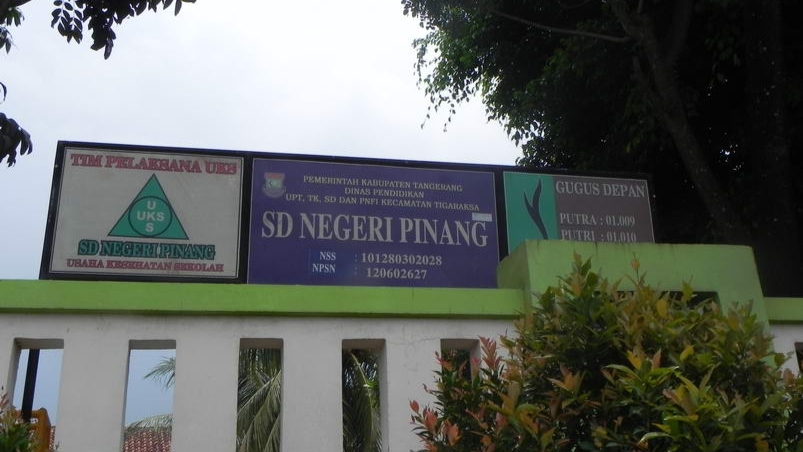 TIM PELAKSANA UKS
U
UKS
S
SD NEGERI PINANG
USAHA KESEHATAN SEKOLAH
PEMERINTAH KABUPATEN TANGERANG
DINAS PENDIDIKAN
UPT, TK, SD DAN PNFI KECAMATAN TIGARAKSA
SD NEGERI PINANG
NSS : 101280302028
NPSN : 120602627
GUGUS DEPAN
PUTRA : 01.009
PUTRI : 01.010